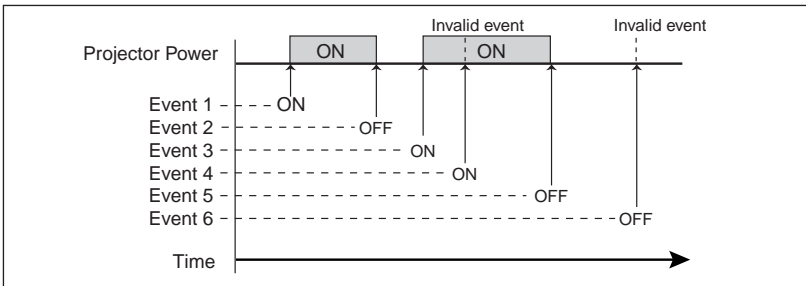 Invalid event Invalid event
Projector Power ON ON
Event 1 ON
Event 2 OFF
Event 3 ON
Event 4 ON
Event 5 OFF
Event 6 OFF
Time